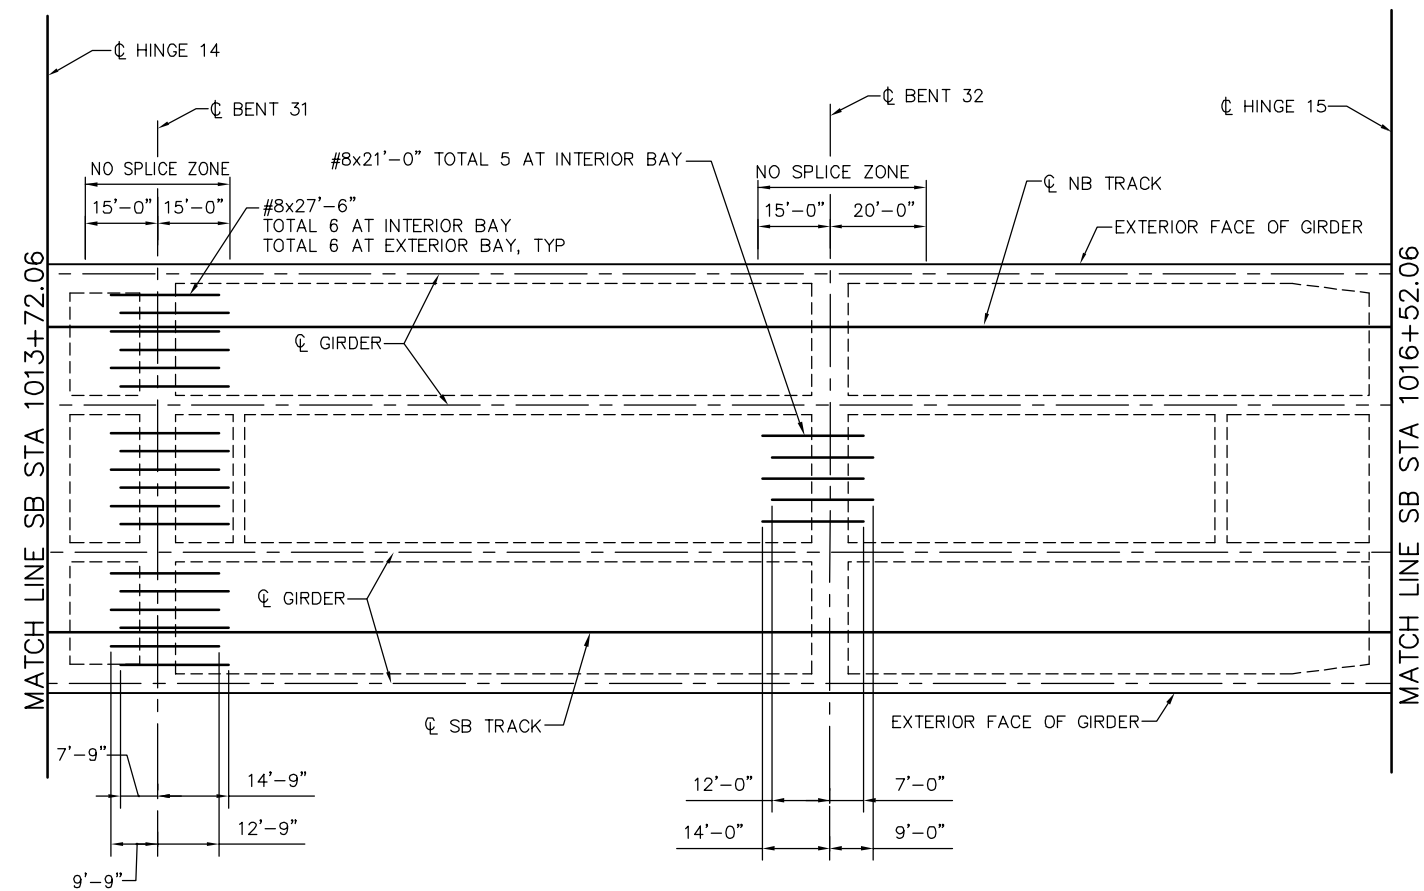 ℄ HINGE 14
℄ BENT 31
℄ BENT 32
℄ HINGE 15
NO SPLICE ZONE
15'-0" 15'-0"
#8x21'-0" TOTAL 5 AT INTERIOR BAY
NO SPLICE ZONE
15'-0" 20'-0"
℄ NB TRACK
#8x27'-6"
TOTAL 6 AT INTERIOR BAY
TOTAL 6 AT EXTERIOR BAY, TYP
EXTERIOR FACE OF GIRDER
MATCH LINE SB STA 1013+72.06
MATCH LINE SB STA 1016+52.06
℄ GIRDER
℄ GIRDER
℄ SB TRACK
EXTERIOR FACE OF GIRDER
7'-9"
14'-9"
12'-9"
9'-9"
12'-0"
7'-0"
14'-0"
9'-0"